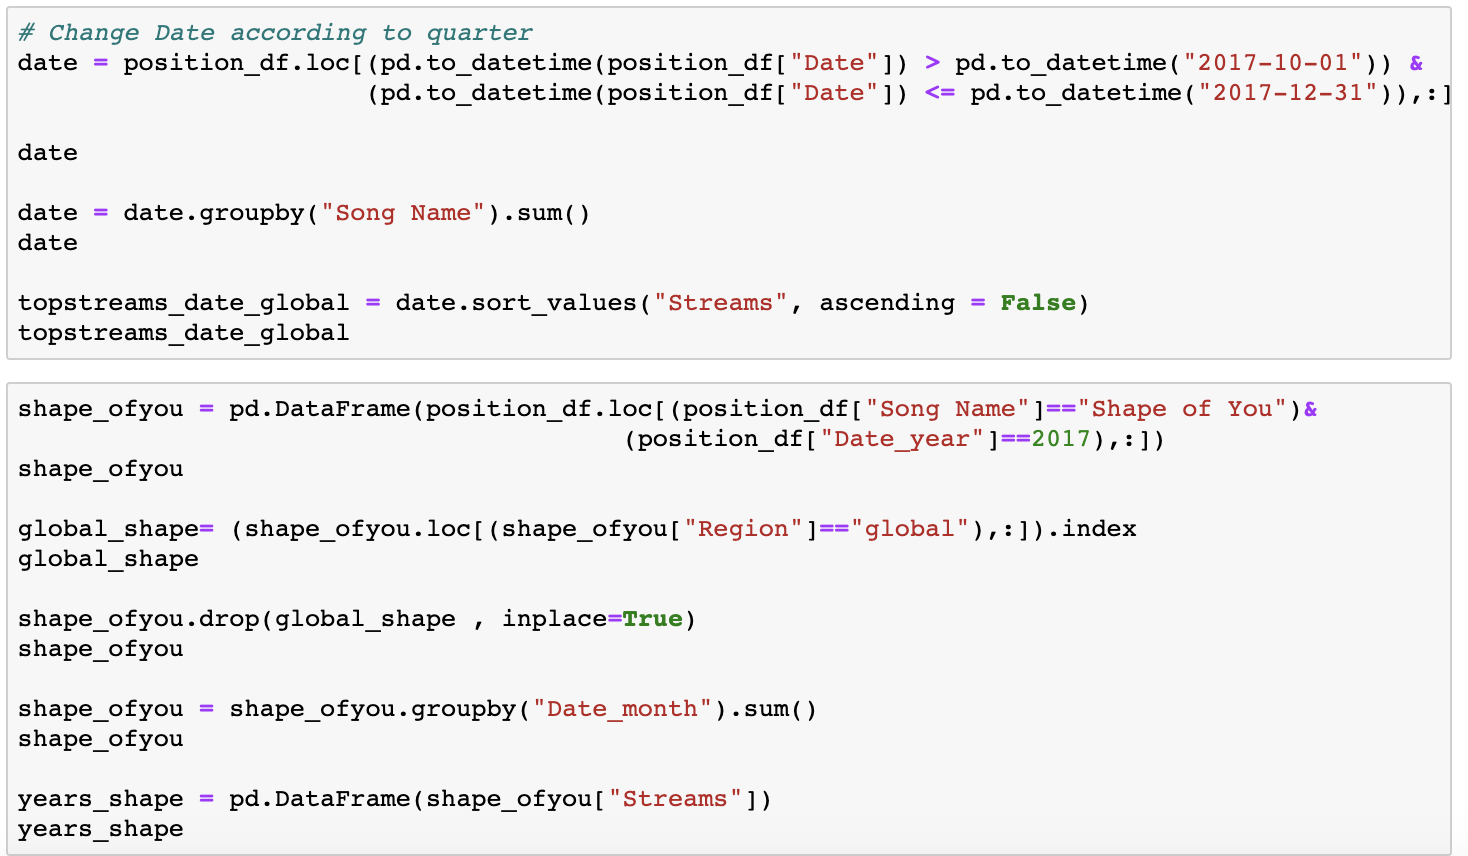 # Change Date according to quarter
date = position_df.loc[(pd.to_datetime(position_df["Date"]) > pd.to_datetime("2017-10-01")) &
                       (pd.to_datetime(position_df["Date"]) <= pd.to_datetime("2017-12-31")),:]
date
date = date.groupby("Song Name").sum()
date
topstreams_date_global = date.sort_values("Streams", ascending = False)
topstreams_date_global
shape_ofyou = pd.DataFrame(position_df.loc[(position_df["Song Name"]=="Shape of You")&
                                        (position_df["Date_year"]==2017),:])
shape_ofyou
global_shape= (shape_ofyou.loc[(shape_ofyou["Region"]=="global"),:]).index
global_shape
shape_ofyou.drop(global_shape , inplace=True)
shape_ofyou
shape_ofyou = shape_ofyou.groupby("Date_month").sum()
shape_ofyou
years_shape = pd.DataFrame(shape_ofyou["Streams"])
years_shape